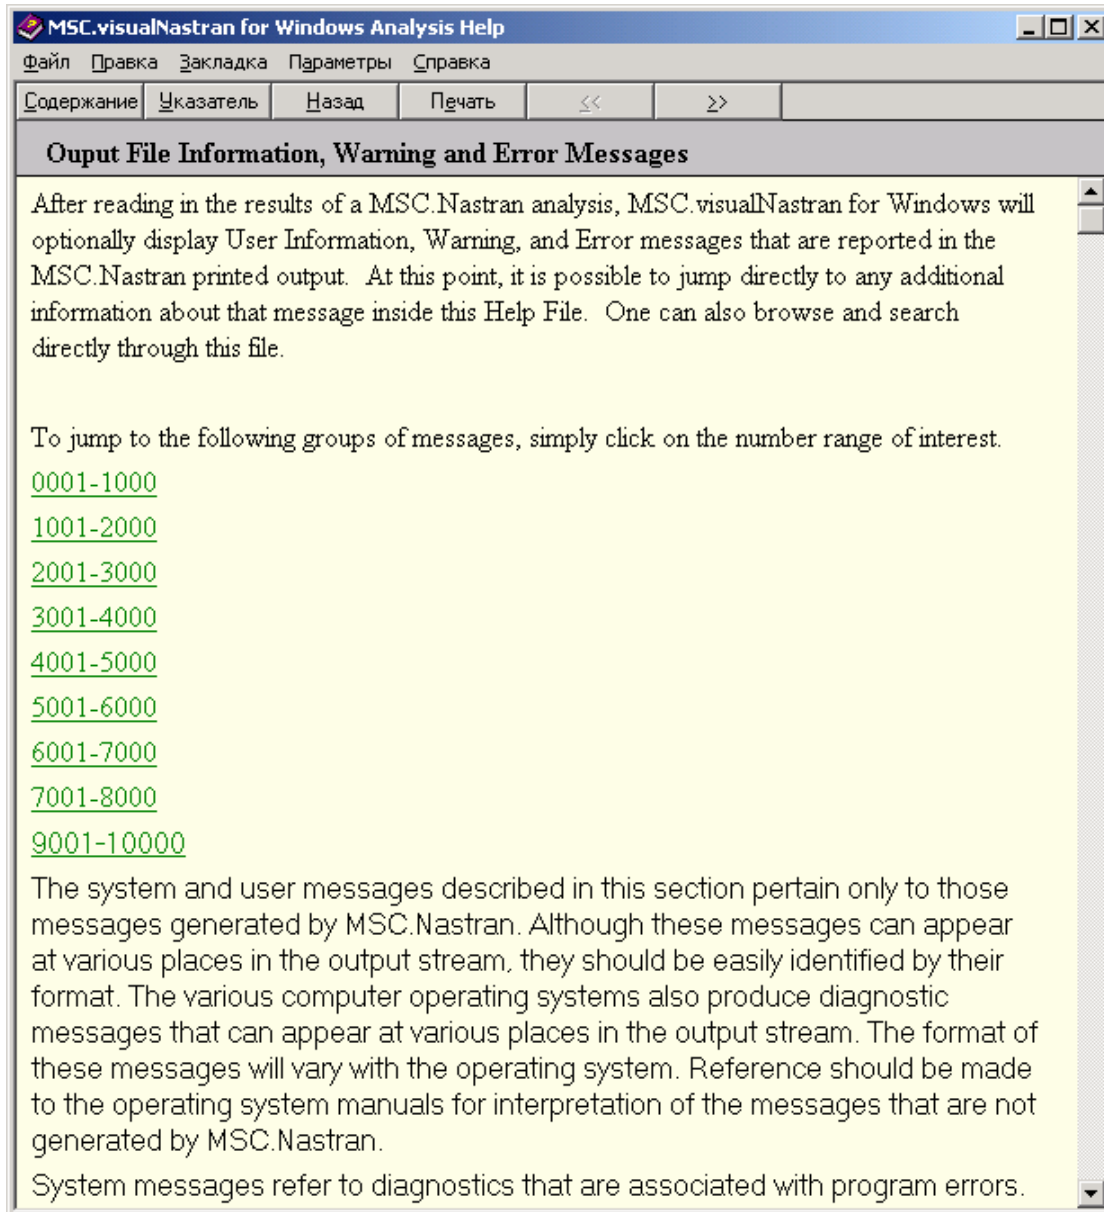 MSC.visualNastran for Windows Analysis Help
Файл Правка Закладка Параметры Справка
Содержание Указатель Назад Печать << >>
Ouput File Information, Warning and Error Messages
After reading in the results of a MSC.Nastran analysis, MSC.visualNastran for Windows will
optionally display User Information, Warning, and Error messages that are reported in the
MSC.Nastran printed output. At this point, it is possible to jump directly to any additional
information about that message inside this Help File. One can also browse and search
directly through this file.
To jump to the following groups of messages, simply click on the number range of interest.
0001-1000
1001-2000
2001-3000
3001-4000
4001-5000
5001-6000
6001-7000
7001-8000
9001-10000
The system and user messages described in this section pertain only to those
messages generated by MSC.Nastran. Although these messages can appear
at various places in the output stream, they should be easily identified by their
format. The various computer operating systems also produce diagnostic
messages that can appear at various places in the output stream. The format of
these messages will vary with the operating system. Reference should be made
to the operating system manuals for interpretation of the messages that are not
generated by MSC.Nastran.
System messages refer to diagnostics that are associated with program errors.